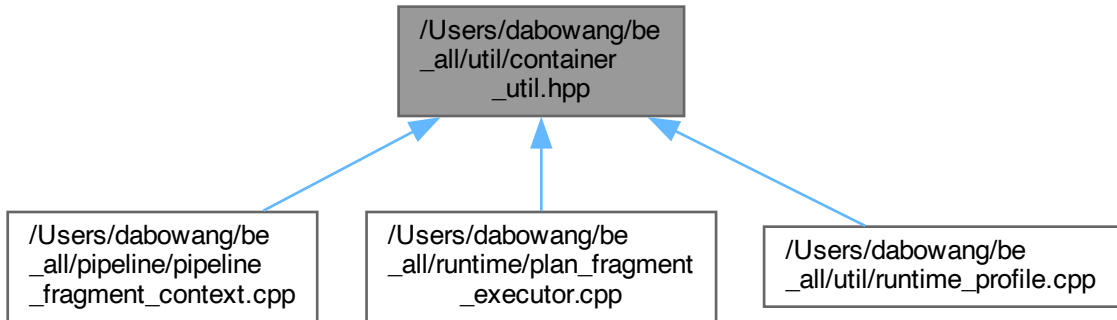 /Users/dabowang/be
_all/util/container
_util.hpp
/Users/dabowang/be
_all/pipeline/pipeline
_fragment_context.cpp
/Users/dabowang/be
_all/runtime/plan_fragment
_executor.cpp
/Users/dabowang/be
_all/util/runtime_profile.cpp